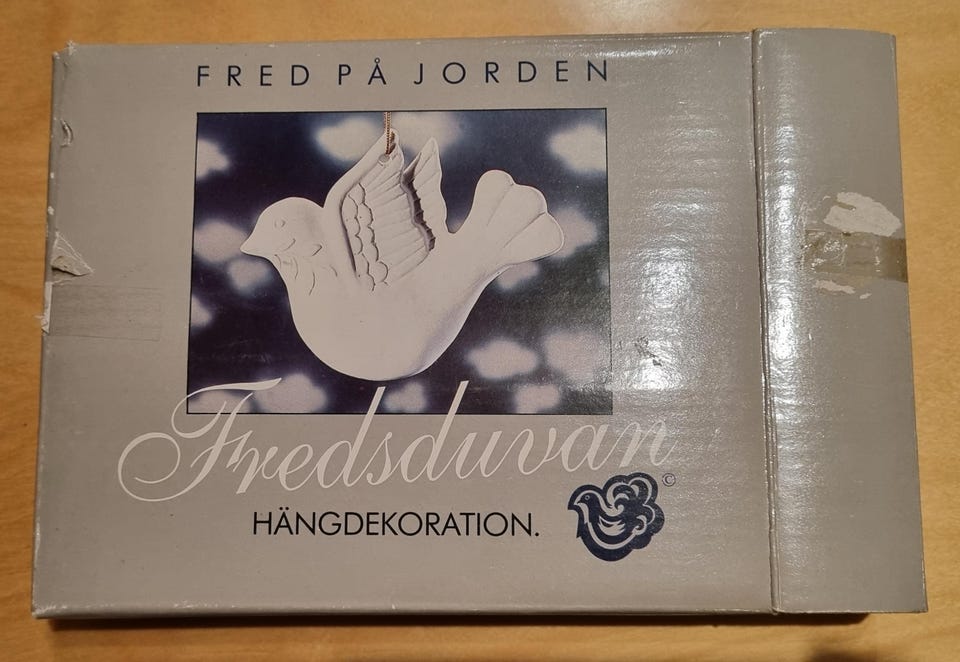 FRED PÅ JORDEN
Fredsduvan
©
HÄNGDEKORATION.